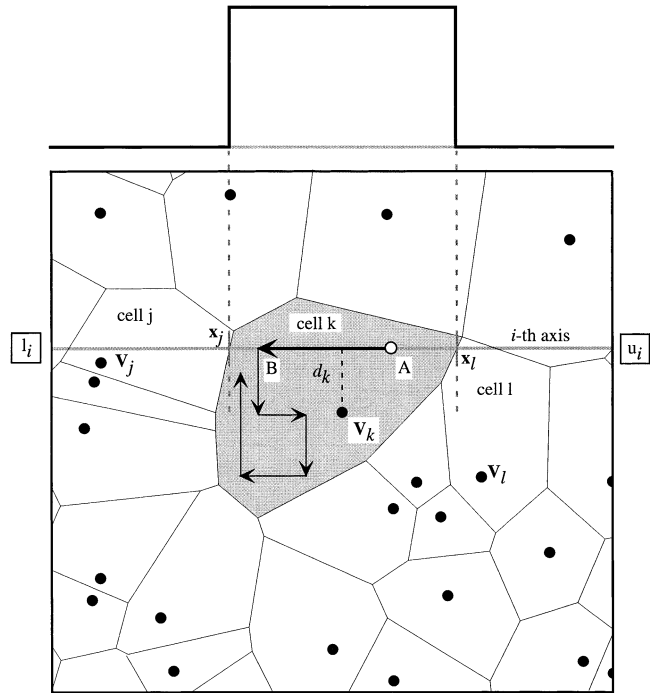 cell j
cell k
x_j
i-th axis
l_i
u_i
B
A
x_l
V_j
d_k
cell l
V_k
V_l